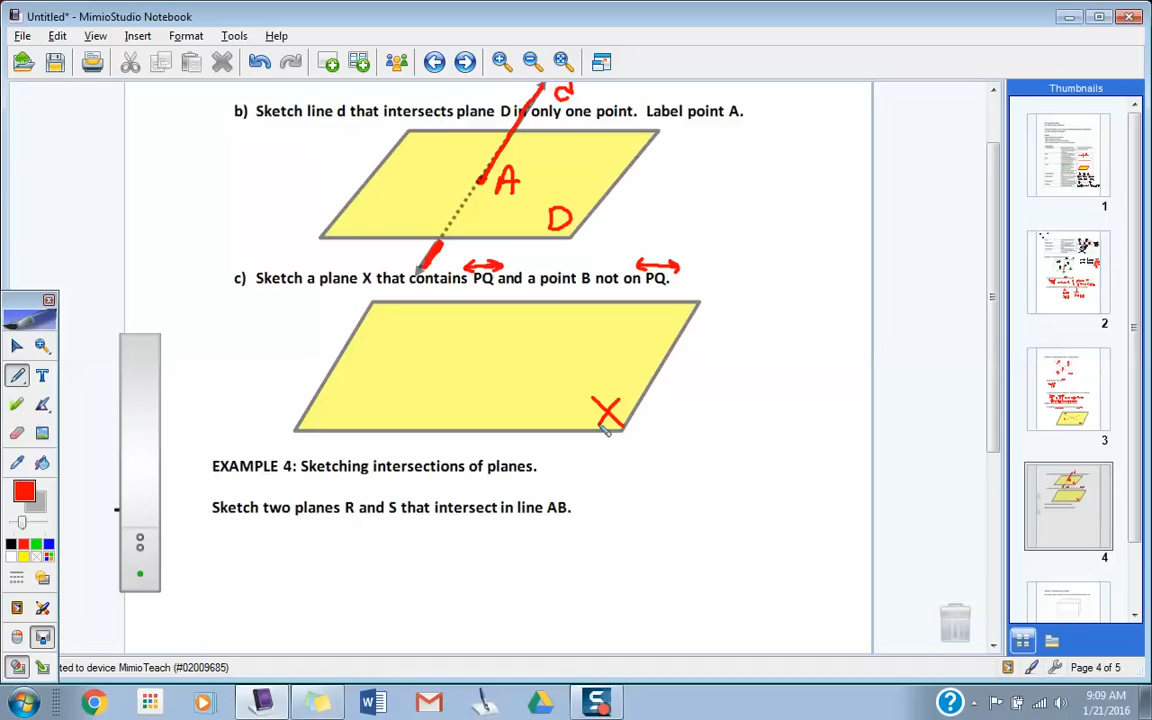 Untitled* - MimioStudio Notebook
File Edit View Insert Format Tools Help
Thumbnails
d
b) Sketch line d that intersects plane D in only one point. Label point A.
A
D
c) Sketch a plane X that contains PQ and a point B not on PQ.
X
EXAMPLE 4: Sketching intersections of planes.
Sketch two planes R and S that intersect in line AB.
1
2
3
4
T
ted to device MimioTeach (#02009685)
Page 4 of 5
W
S
?
9:09 AM
1/21/2016